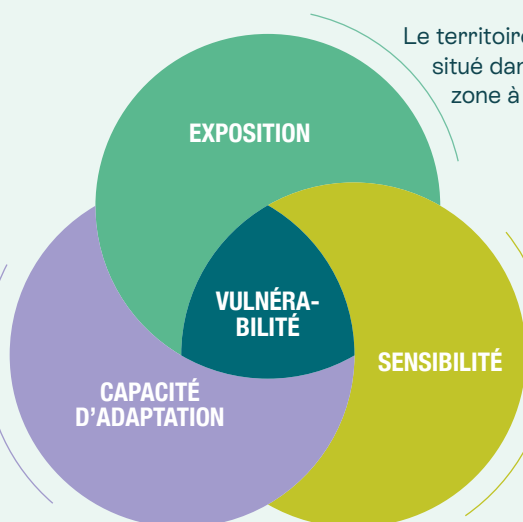 Le territoire
situé dan
zone à
EXPOSITION
VULNÉRA-
BILITÉ
SENSIBILITÉ
CAPACITÉ
D'ADAPTATION